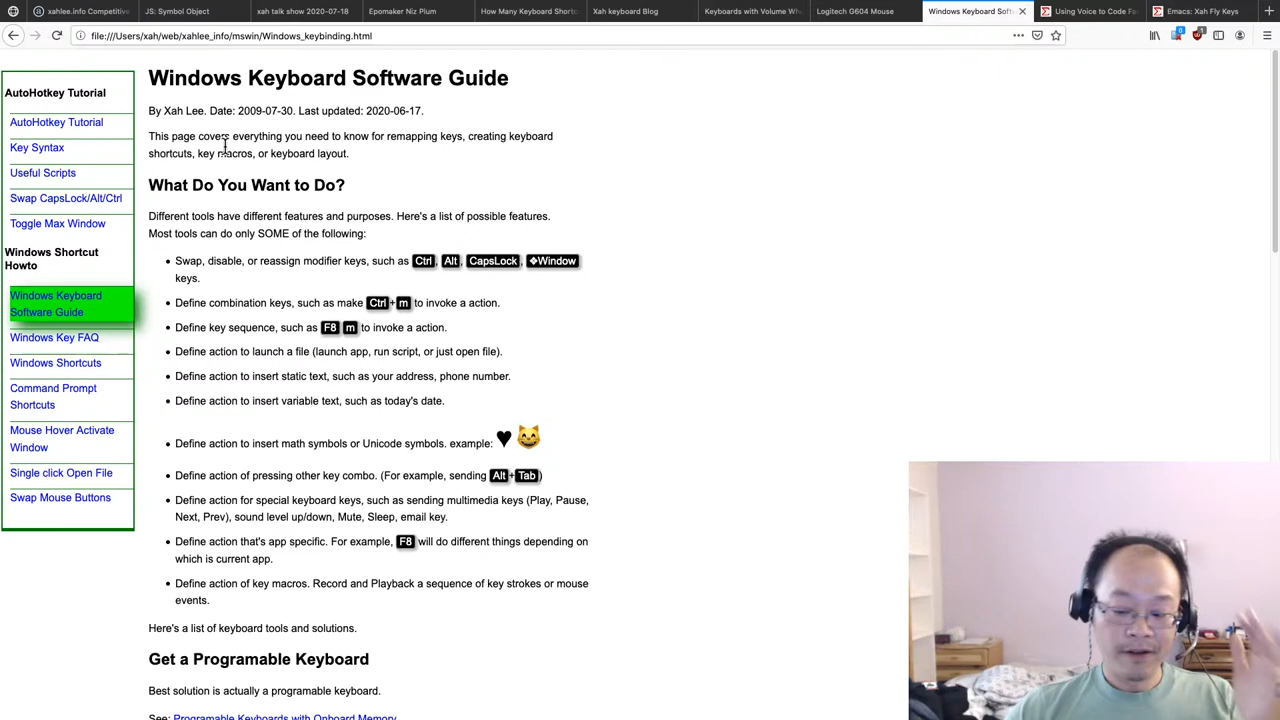 xahlee.info Competitive
JS: Symbol Object
xah talk show 2020-07-18
Epomaker Niz Plum
How Many Keyboard Shortc
Xah keyboard Blog
Keyboards with Volume Wh
Logitech G604 Mouse
Windows Keyboard Soft
Using Voice to Code Fa
Emacs: Xah Fly Keys
file:///Users/xah/web/xahlee_info/mswin/Windows_keybinding.html
AutoHotkey Tutorial
AutoHotkey Tutorial
Key Syntax
Useful Scripts
Swap CapsLock/Alt/Ctrl
Toggle Max Window
Windows Shortcut
Howto
Windows Keyboard
Software Guide
Windows Key FAQ
Windows Shortcuts
Command Prompt
Shortcuts
Mouse Hover Activate
Window
Single click Open File
Swap Mouse Buttons
Windows Keyboard Software Guide
By Xah Lee. Date: 2009-07-30. Last updated: 2020-06-17.
This page covers everything you need to know for remapping keys, creating keyboard
shortcuts, key macros, or keyboard layout.
What Do You Want to Do?
Different tools have different features and purposes. Here's a list of possible features.
Most tools can do only SOME of the following:
• Swap, disable, or reassign modifier keys, such as Ctrl, Alt, CapsLock, ❖Window
keys.
• Define combination keys, such as make Ctrl+m to invoke a action.
• Define key sequence, such as F8 m to invoke a action.
• Define action to launch a file (launch app, run script, or just open file).
• Define action to insert static text, such as your address, phone number.
• Define action to insert variable text, such as today's date.
• Define action to insert math symbols or Unicode symbols. example: ♥ 😸
• Define action of pressing other key combo. (For example, sending Alt+Tab)
• Define action for special keyboard keys, such as sending multimedia keys (Play, Pause,
Next, Prev), sound level up/down, Mute, Sleep, email key.
• Define action that's app specific. For example, F8 will do different things depending on
which is current app.
• Define action of key macros. Record and Playback a sequence of key strokes or mouse
events.
Here's a list of keyboard tools and solutions.
Get a Programable Keyboard
Best solution is actually a programable keyboard.
See: Programable Keyboards with Onboard Memory